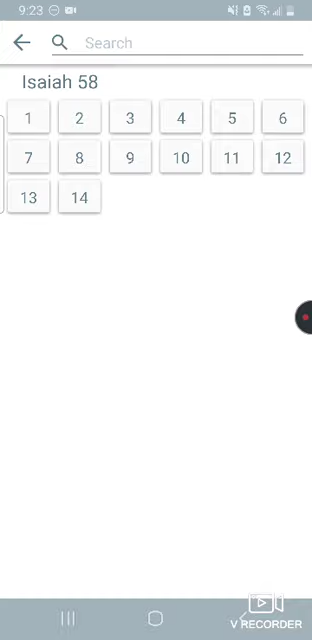 9:23
Search
Isaiah 58
1 2 3 4 5 6
7 8 9 10 11 12
13 14
V RECORDER